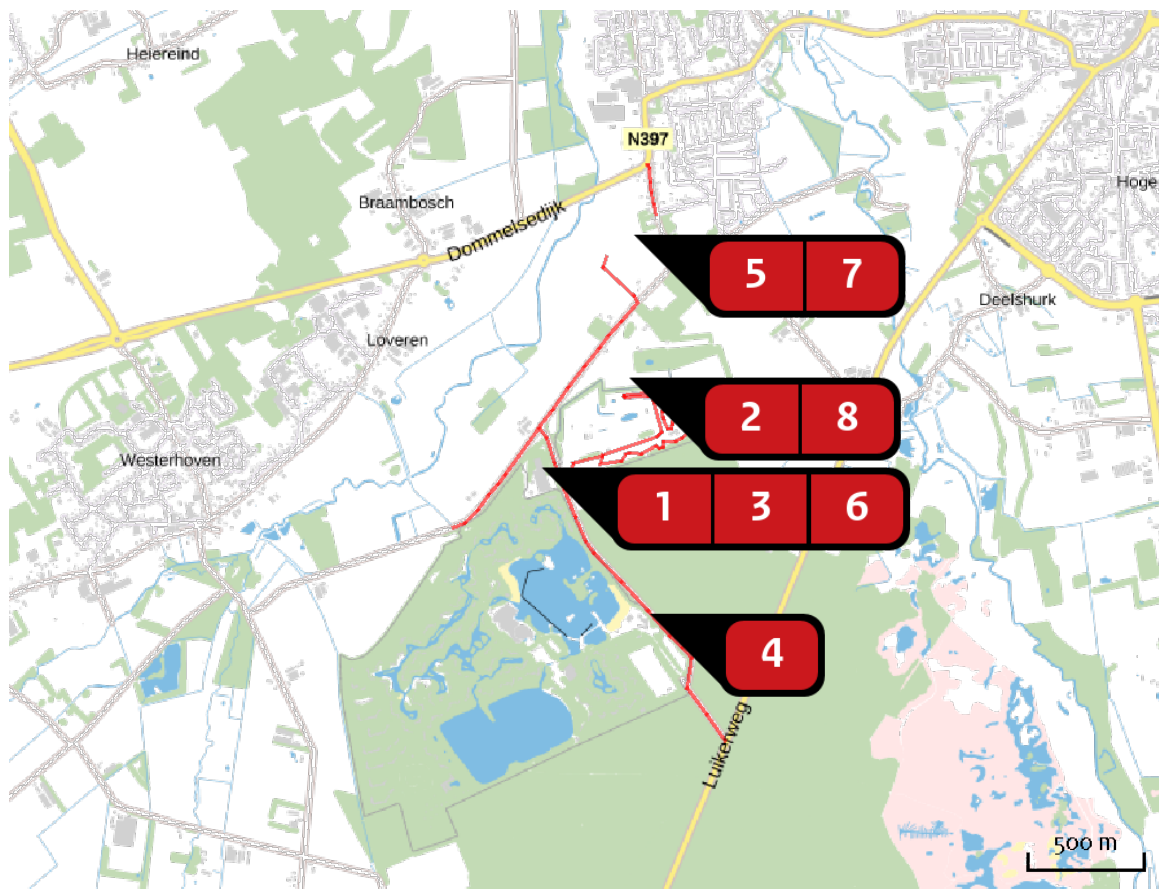 Heiereind
N397
Hoge
Braambosch
Dommelsedijk
5 7
Deelshurk
Loveren
2 8
Westerhoven
1 3 6
4
Luikerweg
500 m